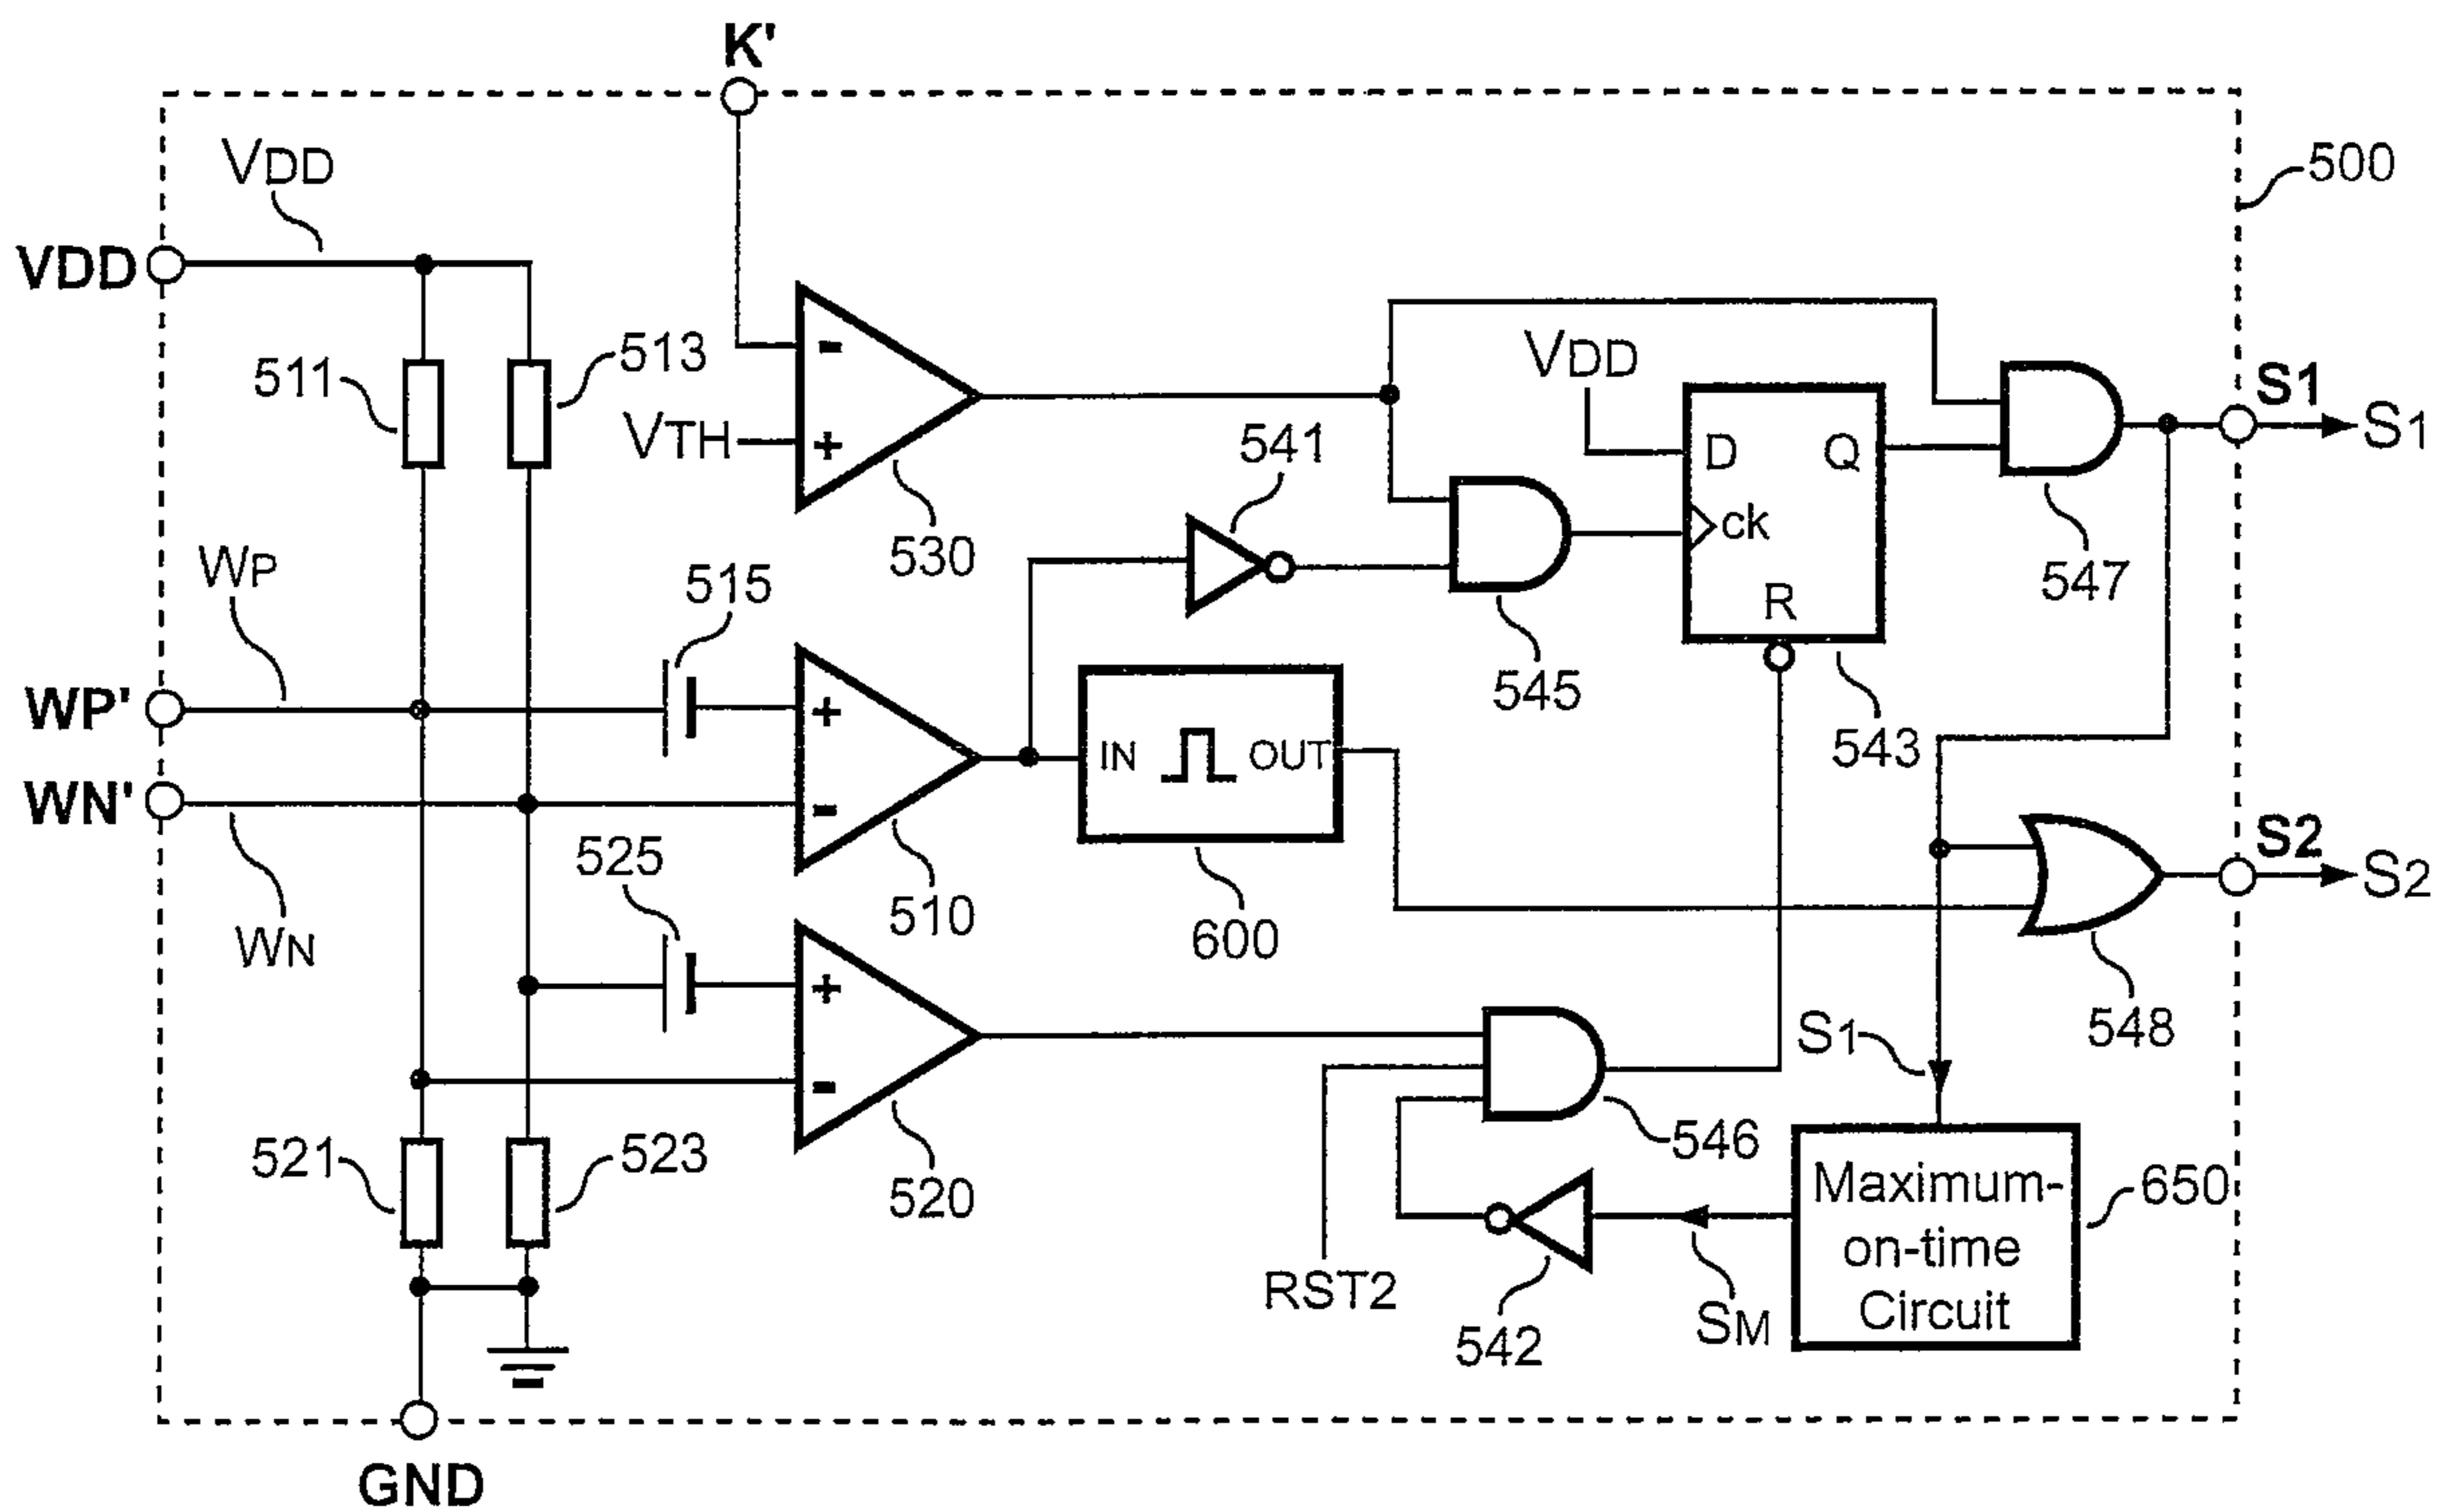 K'
VDD
500
VDD
513
511
VDD
S1
S1
VTH
-
+
541
D
Q
ck
530
WP
515
R
547
545
WP'
+
IN
OUT
543
WN'
-
525
S2
S2
510
WN
600
+
548
S1
-
546
521
523
520
Maximum-
on-time
Circuit
650
RST2
542
SM
GND